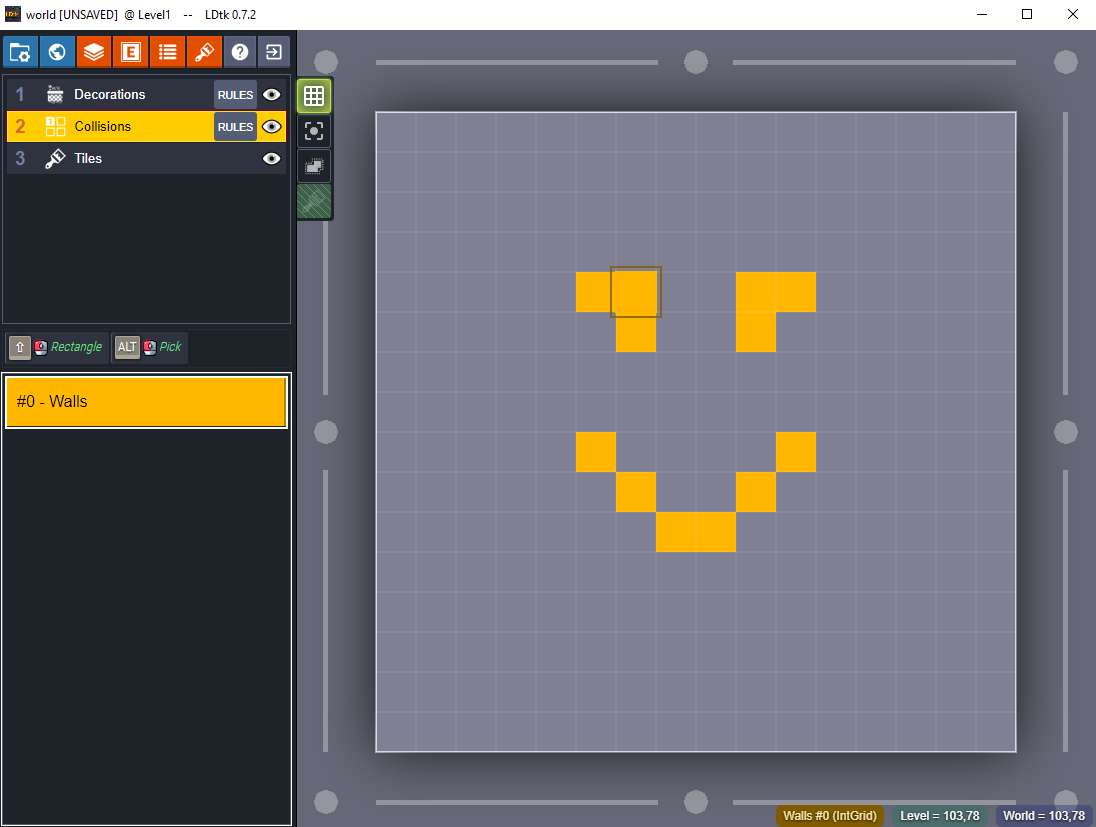 world [UNSAVED] @ Level1 -- LDtk 0.7.2
1 Decorations RULES
2 Collisions RULES
3 Tiles
⇧ Rectangle ALT Pick
#0 - Walls
Walls #0 (IntGrid) Level = 103,78 World = 103,78